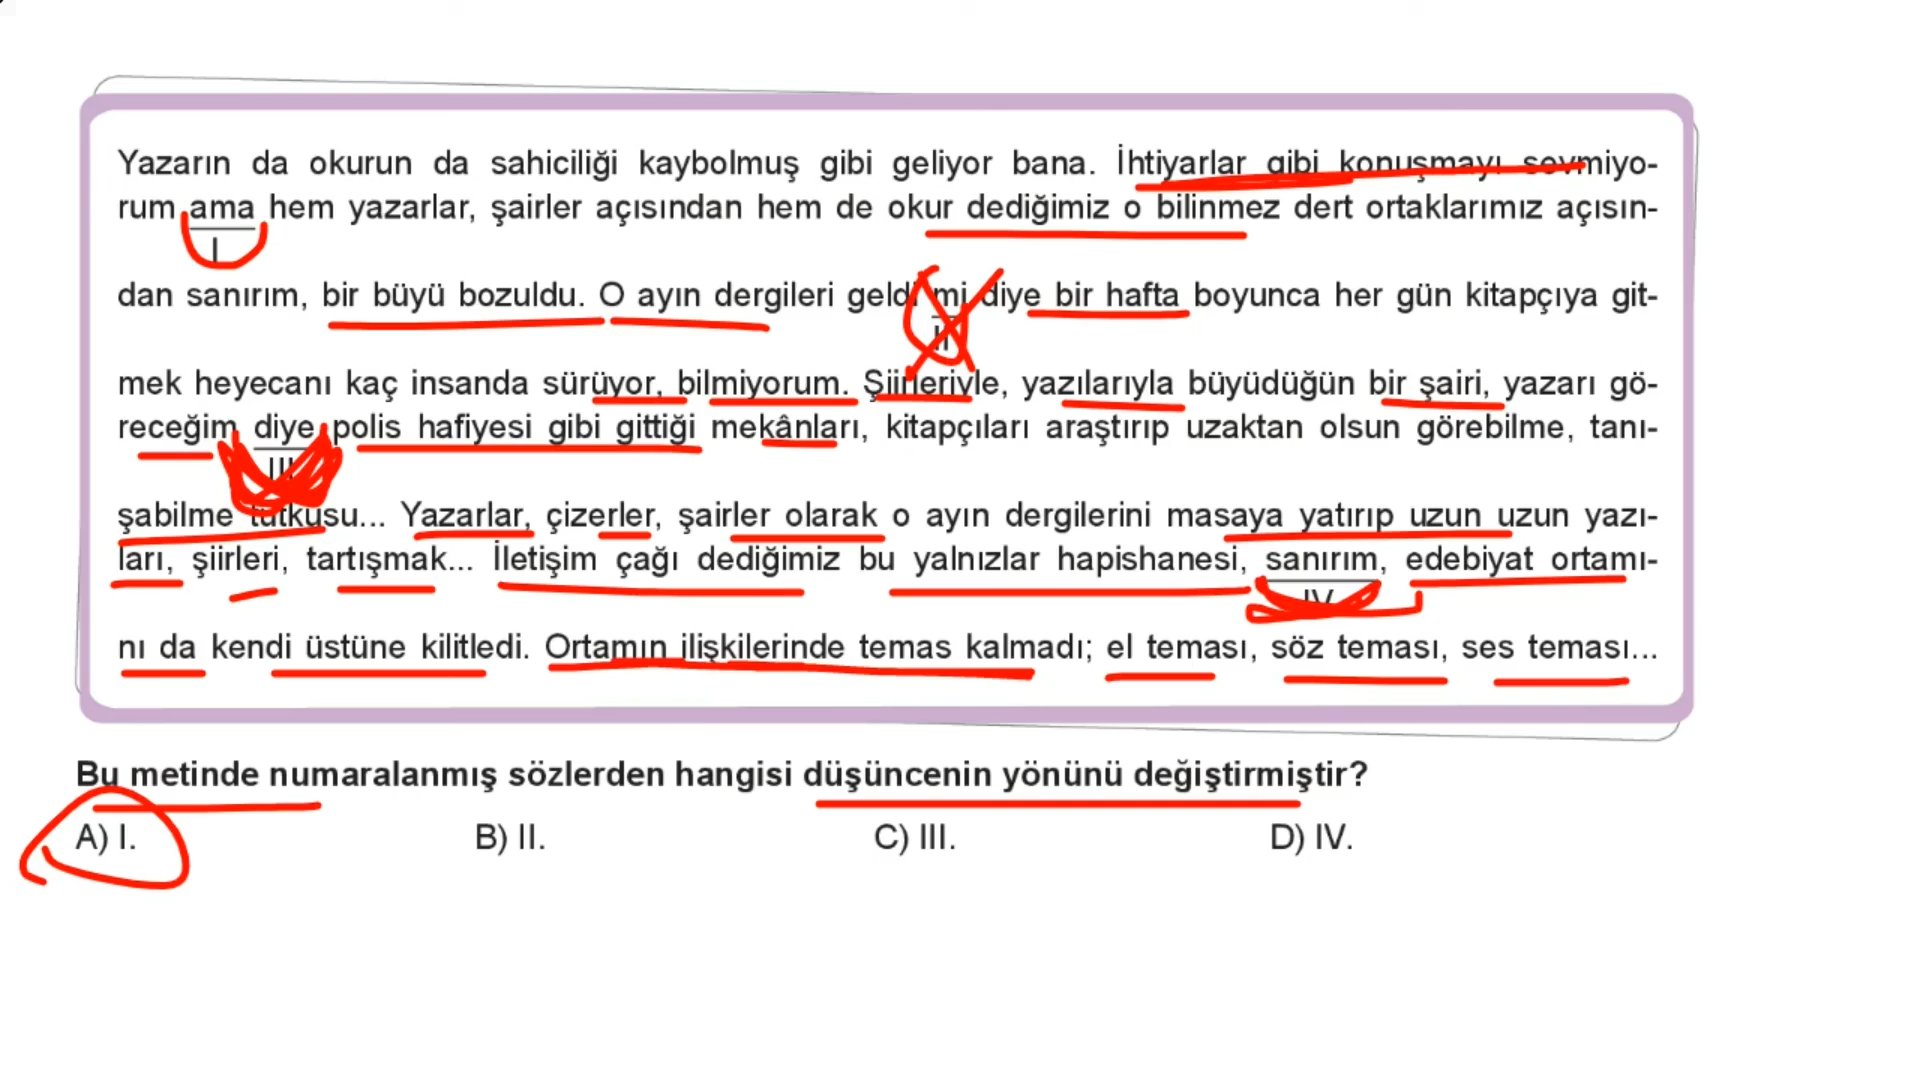 Yazarın da okurun da sahiciliği kaybolmuş gibi geliyor bana. İhtiyarlar gibi konuşmayı sevmiyo-
rum ama hem yazarlar, şairler açısından hem de okur dediğimiz o bilinmez dert ortaklarımız açısın-
I
dan sanırım, bir büyü bozuldu. O ayın dergileri geldi mi diye bir hafta boyunca her gün kitapçıya git-
II
mek heyecanı kaç insanda sürüyor, bilmiyorum. Şiirleriyle, yazılarıyla büyüdüğün bir şairi, yazarı gö-
receğim diye polis hafiyesi gibi gittiği mekânları, kitapçıları araştırıp uzaktan olsun görebilme, tanı-
III
şabilme tutkusu... Yazarlar, çizerler, şairler olarak o ayın dergilerini masaya yatırıp uzun uzun yazı-
ları, şiirleri, tartışmak... İletişim çağı dediğimiz bu yalnızlar hapishanesi, sanırım, edebiyat ortamı-
IV
nı da kendi üstüne kilitledi. Ortamın ilişkilerinde temas kalmadı; el teması, söz teması, ses teması...
Bu metinde numaralanmış sözlerden hangisi düşüncenin yönünü değiştirmiştir?
A) I. B) II. C) III. D) IV.